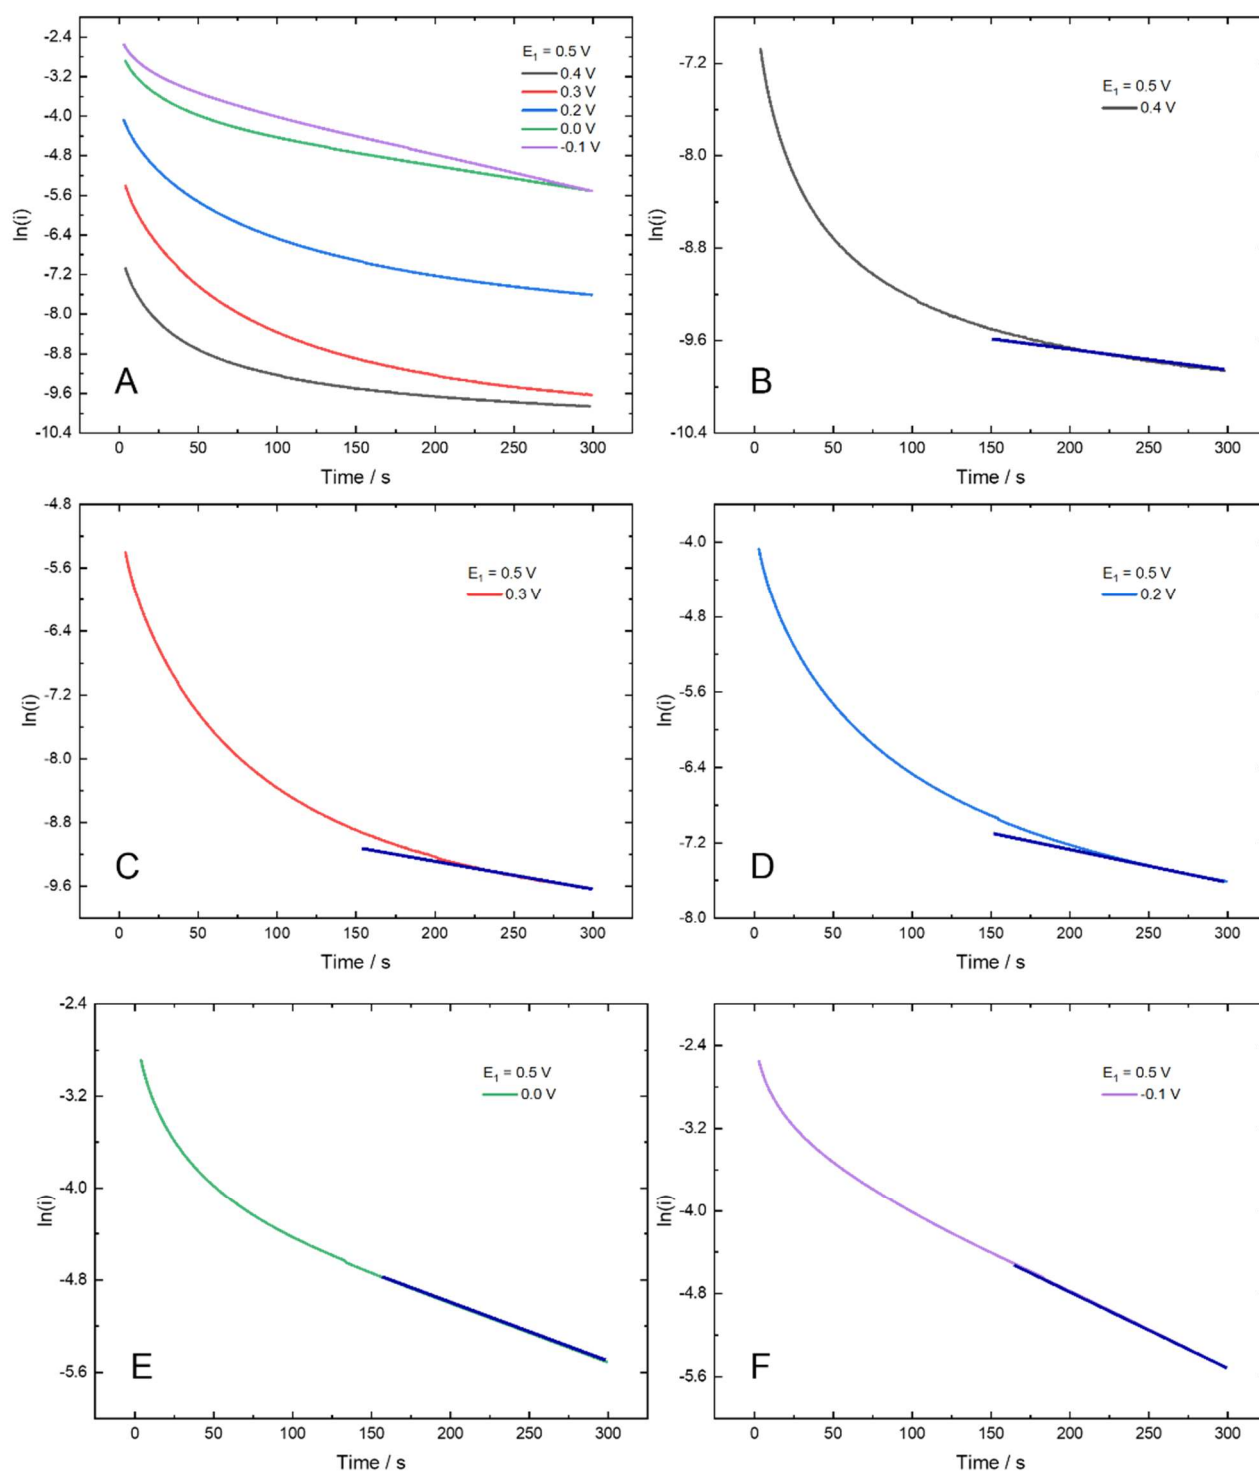 -2.4
-3.2
-4.0
-4.8
-5.6
-6.4
-7.2
-8.0
-8.8
-9.6
-10.4
ln(i)
E1 = 0.5 V
0.4 V
0.3 V
0.2 V
0.0 V
-0.1 V
A
0 50 100 150 200 250 300
Time / s
-7.2
-8.0
-8.8
-9.6
-10.4
ln(i)
E1 = 0.5 V
0.4 V
B
0 50 100 150 200 250 300
Time / s
-4.8
-5.6
-6.4
-7.2
-8.0
-8.8
-9.6
ln(i)
E1 = 0.5 V
0.3 V
C
0 50 100 150 200 250 300
Time / s
-4.0
-4.8
-5.6
-6.4
-7.2
-8.0
ln(i)
E1 = 0.5 V
0.2 V
D
0 50 100 150 200 250 300
Time / s
-2.4
-3.2
-4.0
-4.8
-5.6
ln(i)
E1 = 0.5 V
0.0 V
E
0 50 100 150 200 250 300
Time / s
-2.4
-3.2
-4.0
-4.8
-5.6
ln(i)
E1 = 0.5 V
-0.1 V
F
0 50 100 150 200 250 300
Time / s